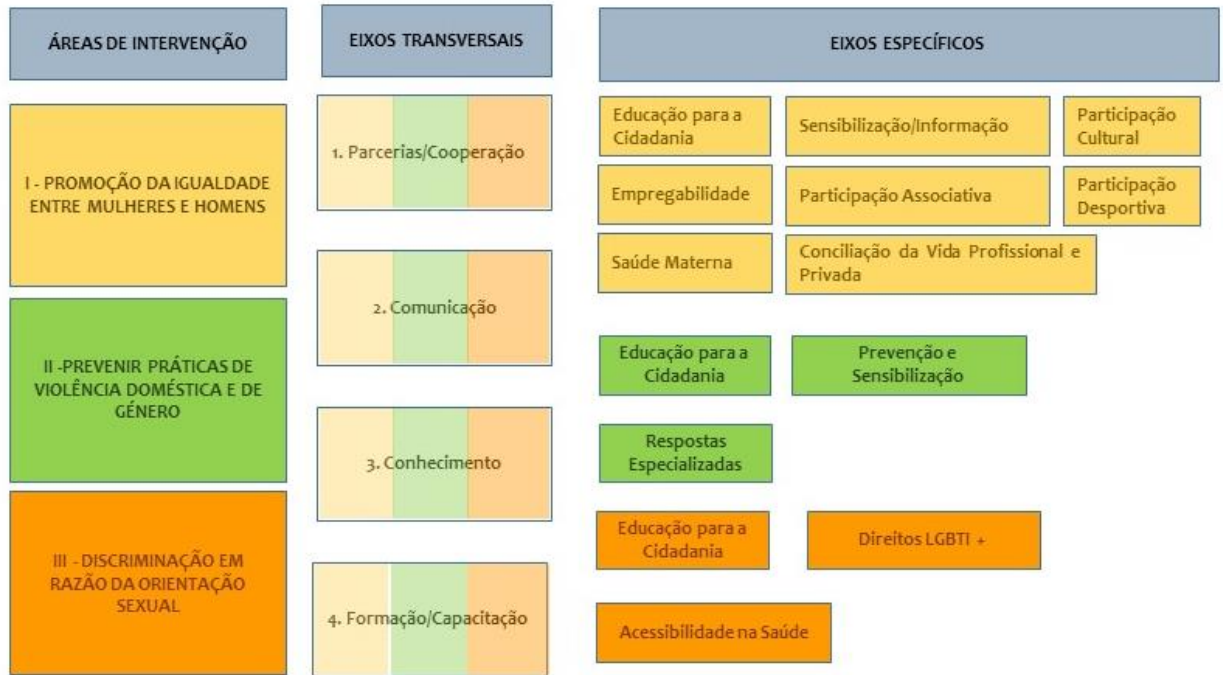 ÁREAS DE INTERVENÇÃO
EIXOS TRANSVERSAIS
EIXOS ESPECÍFICOS
I - PROMOÇÃO DA IGUALDADE
ENTRE MULHERES E HOMENS
II -PREVENIR PRÁTICAS DE
VIOLÊNCIA DOMÉSTICA E DE
GÉNERO
III - DISCRIMINAÇÃO EM
RAZÃO DA ORIENTAÇÃO
SEXUAL
1. Parcerias/Cooperação
2. Comunicação
3. Conhecimento
4. Formação/Capacitação
Educação para a
Cidadania
Sensibilização/Informação
Participação
Cultural
Empregabilidade
Participação Associativa
Participação
Desportiva
Saúde Materna
Conciliação da Vida Profissional e
Privada
Educação para a
Cidadania
Prevenção e
Sensibilização
Respostas
Especializadas
Educação para a
Cidadania
Direitos LGBTI +
Acessibilidade na Saúde